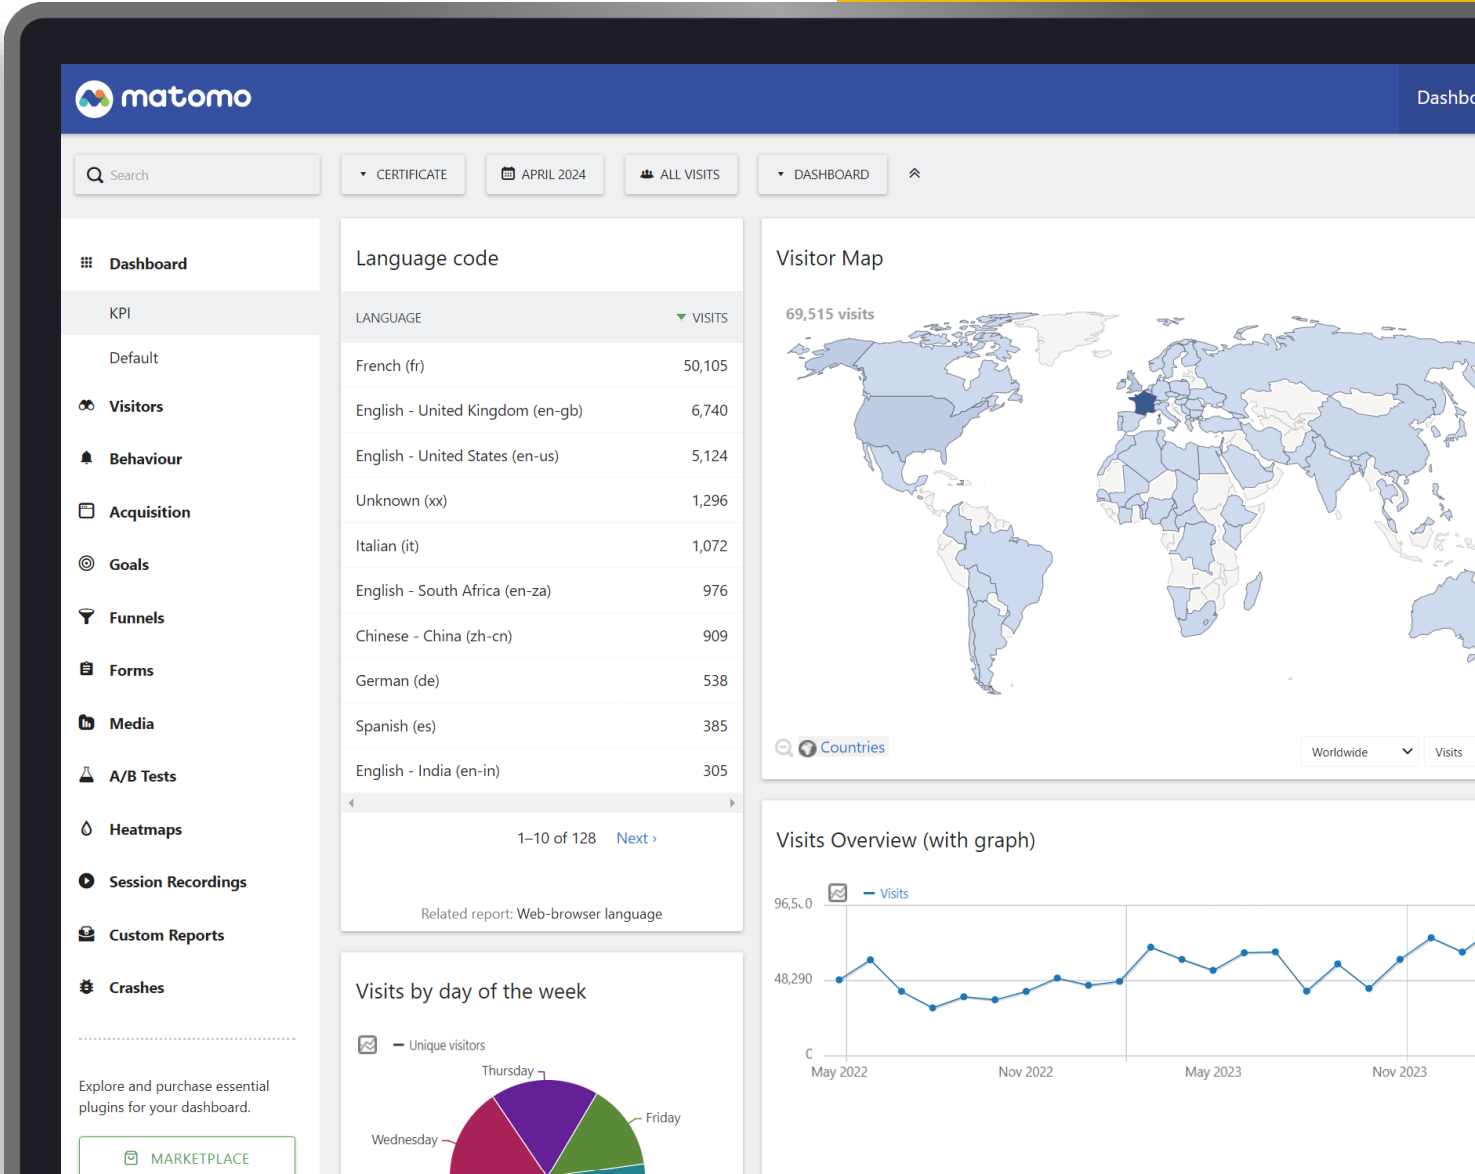 matomo
Dashbo
Search
CERTIFICATE
APRIL 2024
ALL VISITS
DASHBOARD
Dashboard
KPI
Default
Visitors
Behaviour
Acquisition
Goals
Funnels
Forms
Media
A/B Tests
Heatmaps
Session Recordings
Custom Reports
Crashes
Explore and purchase essential
plugins for your dashboard.
MARKETPLACE
Language code
LANGUAGE VISITS
French (fr) 50,105
English - United Kingdom (en-gb) 6,740
English - United States (en-us) 5,124
Unknown (xx) 1,296
Italian (it) 1,072
English - South Africa (en-za) 976
Chinese - China (zh-cn) 909
German (de) 538
Spanish (es) 385
English - India (en-in) 305
1–10 of 128 Next ›
Related report: Web-browser language
Visits by day of the week
Unique visitors
Thursday
Friday
Wednesday
Visitor Map
69,515 visits
Countries
Worldwide
Visits
Visits Overview (with graph)
Visits
48,290
0
May 2022 Nov 2022 May 2023 Nov 2023